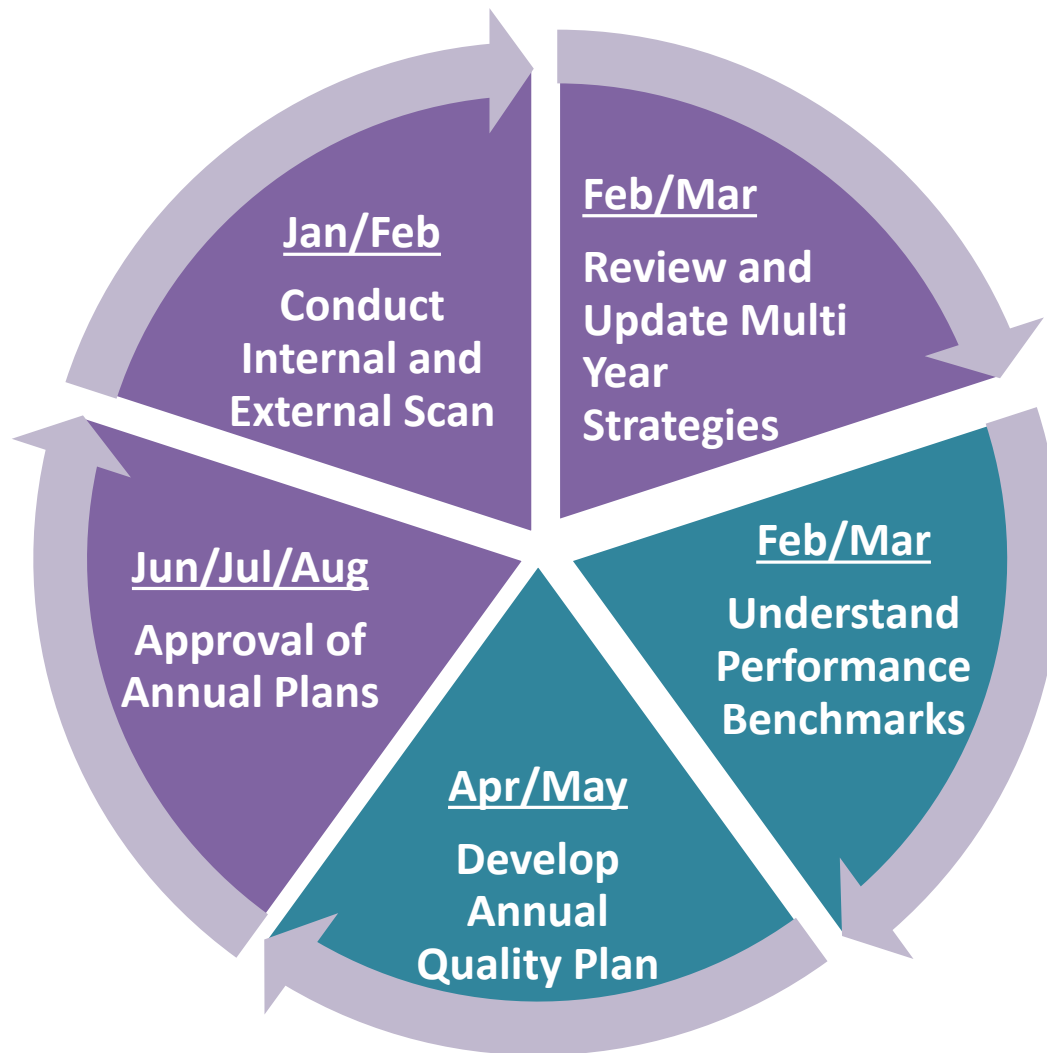 Jan/Feb
Conduct
Internal and
External Scan
Feb/Mar
Review and
Update Multi
Year
Strategies
Feb/Mar
Understand
Performance
Benchmarks
Apr/May
Develop
Annual
Quality Plan
Jun/Jul/Aug
Approval of
Annual Plans